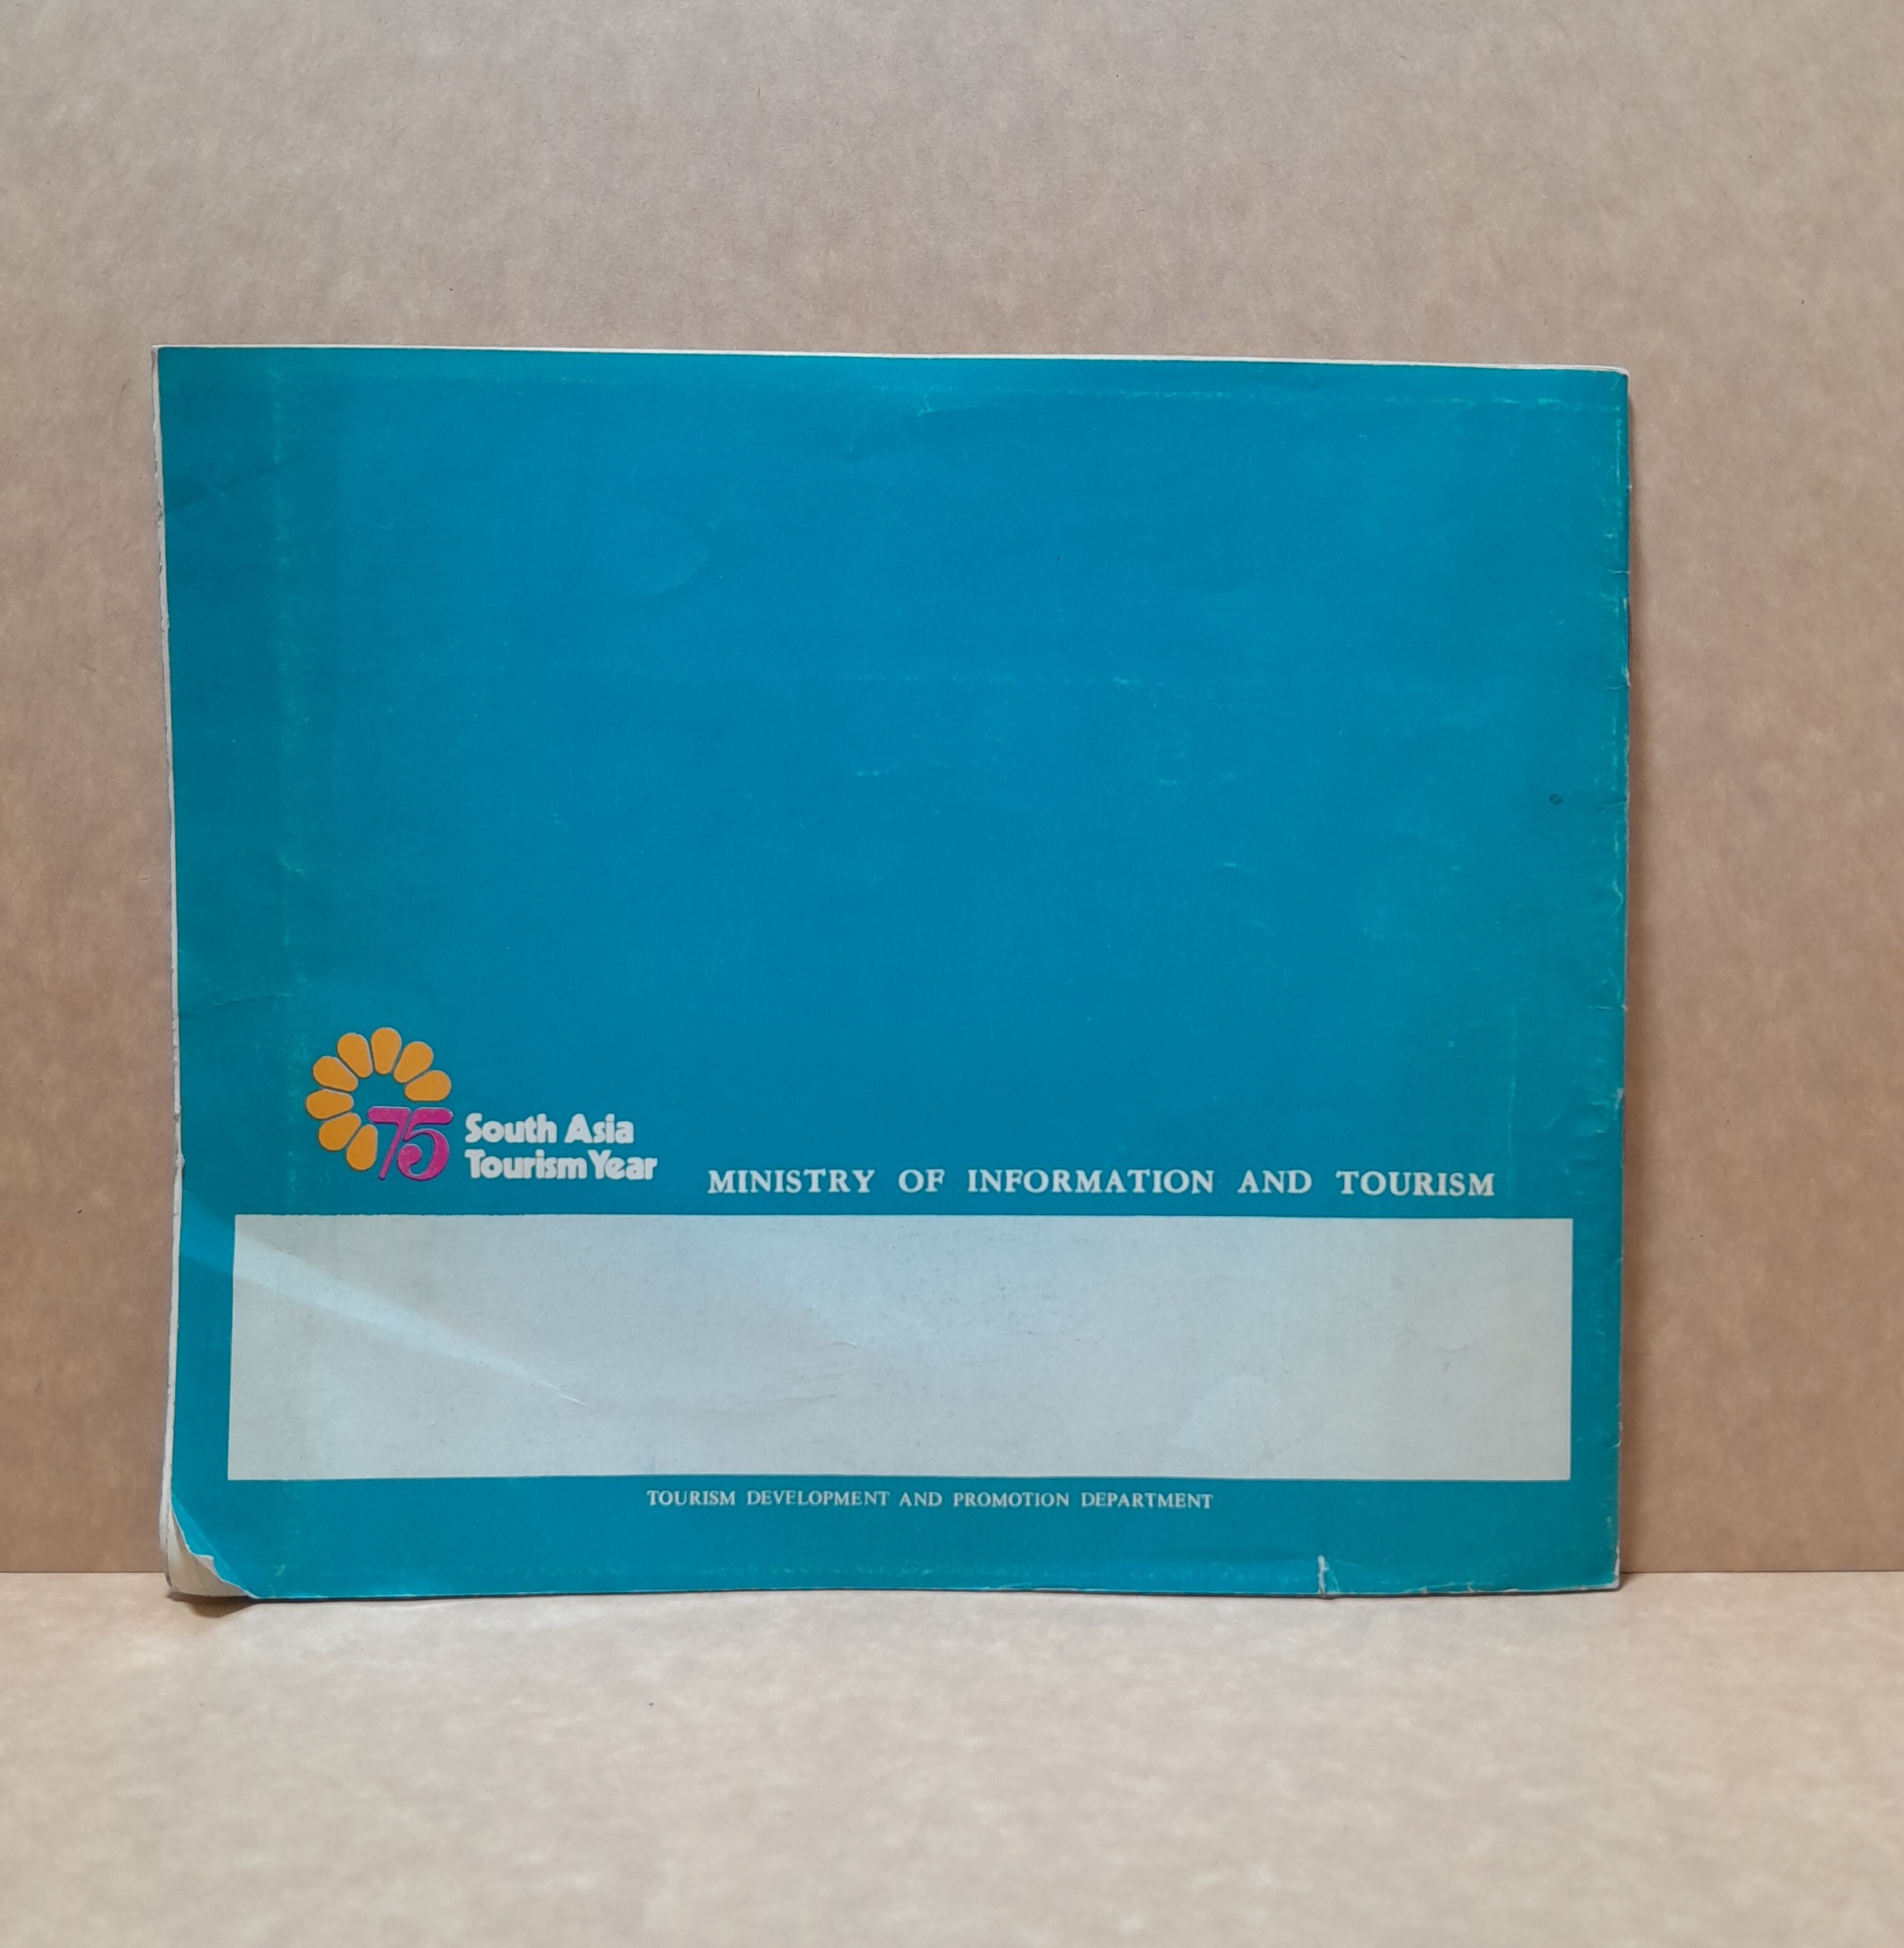 75
South Asia
Tourism Year
MINISTRY OF INFORMATION AND TOURISM
TOURISM DEVELOPMENT AND PROMOTION DEPARTMENT